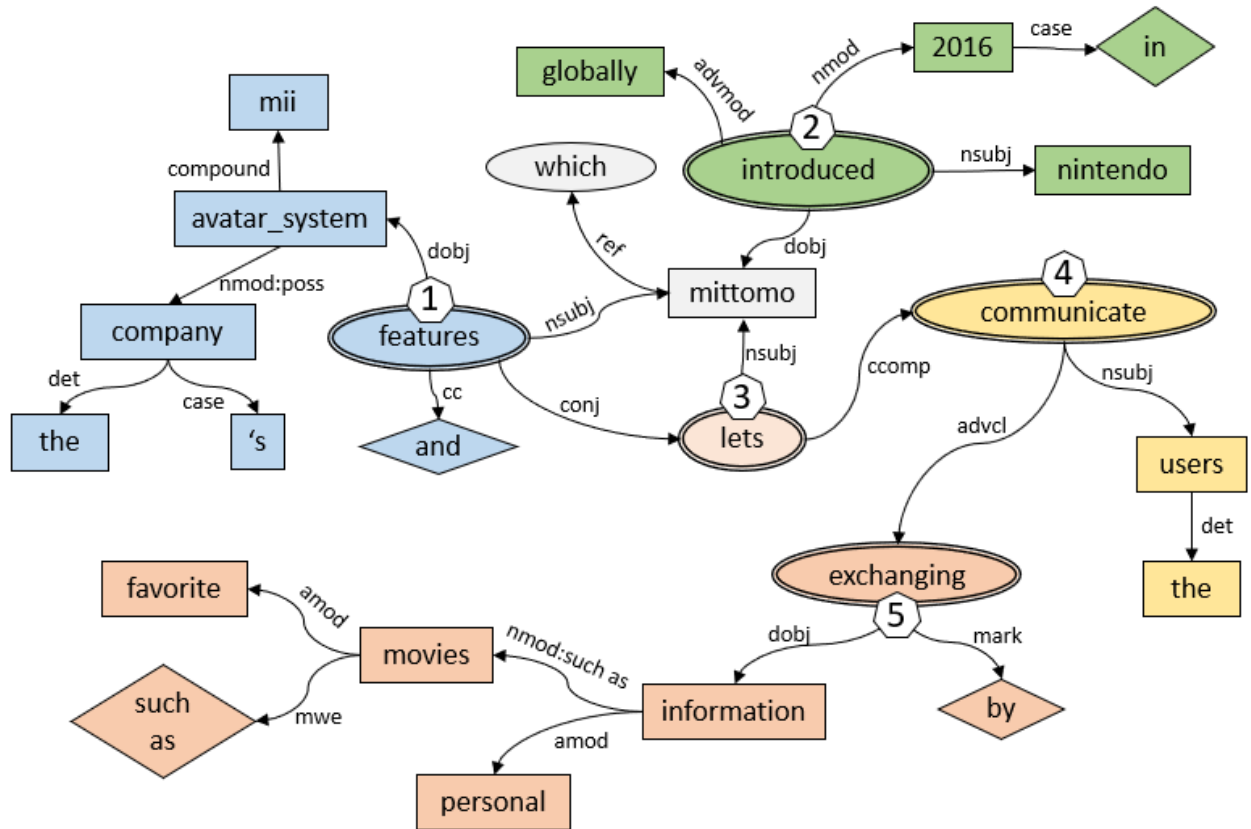 2016
case
in
globally
advmod
nmod
mii
2
compound
which
introduced
nsubj
nintendo
avatar_system
dobj
ref
dobj
nmod:poss
mittomo
4
1
communicate
company
features
nsubj
nsubj
ccomp
nsubj
det
case
cc
conj
3
the
's
and
lets
advcl
users
det
favorite
exchanging
the
amod
5
nmod:such as
dobj
mark
movies
such
as
mwe
information
by
amod
personal